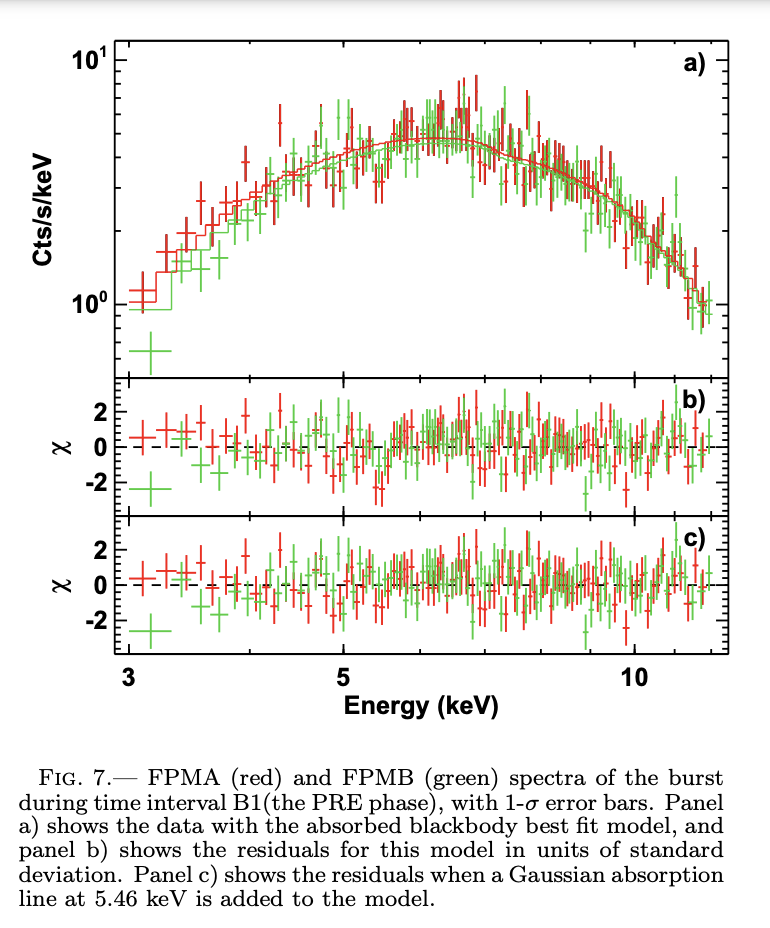 a)
10¹
Cts/s/keV
10⁰
b)
2
χ
0
-2
c)
2
χ
0
-2
3 5 10
Energy (keV)
FIG. 7.— FPMA (red) and FPMB (green) spectra of the burst
during time interval B1(the PRE phase), with 1-σ error bars. Panel
a) shows the data with the absorbed blackbody best fit model, and
panel b) shows the residuals for this model in units of standard
deviation. Panel c) shows the residuals when a Gaussian absorption
line at 5.46 keV is added to the model.